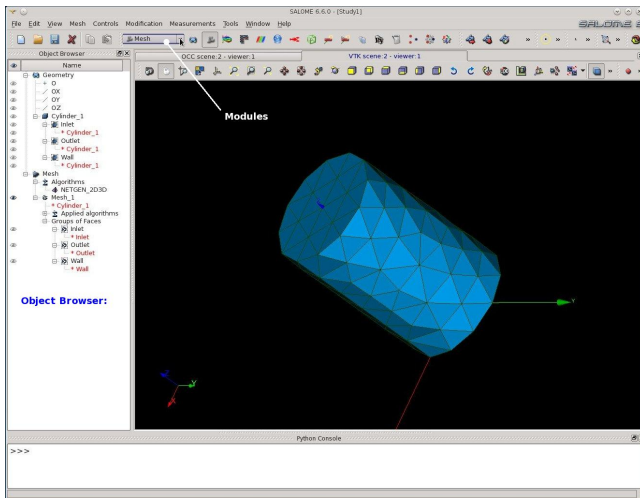 SALOME 6.6.0 - [Study1]
File Edit View Mesh Controls Modification Measurements Tools Window Help
SALOME 6
Mesh
Object Browser
OCC scene:2 - viewer:1
VTK scene:2 - viewer:1
Name
Geometry
O
OX
OY
OZ
Cylinder_1
Inlet
* Cylinder_1
Outlet
* Cylinder_1
Wall
* Cylinder_1
Mesh
Algorithms
NETGEN_2D3D
Mesh_1
* Cylinder_1
Applied algorithms
Groups of Faces
Inlet
* Inlet
Outlet
* Outlet
Wall
* Wall
Modules
Object Browser:
Y
Z
Y
X
Python Console
>>>